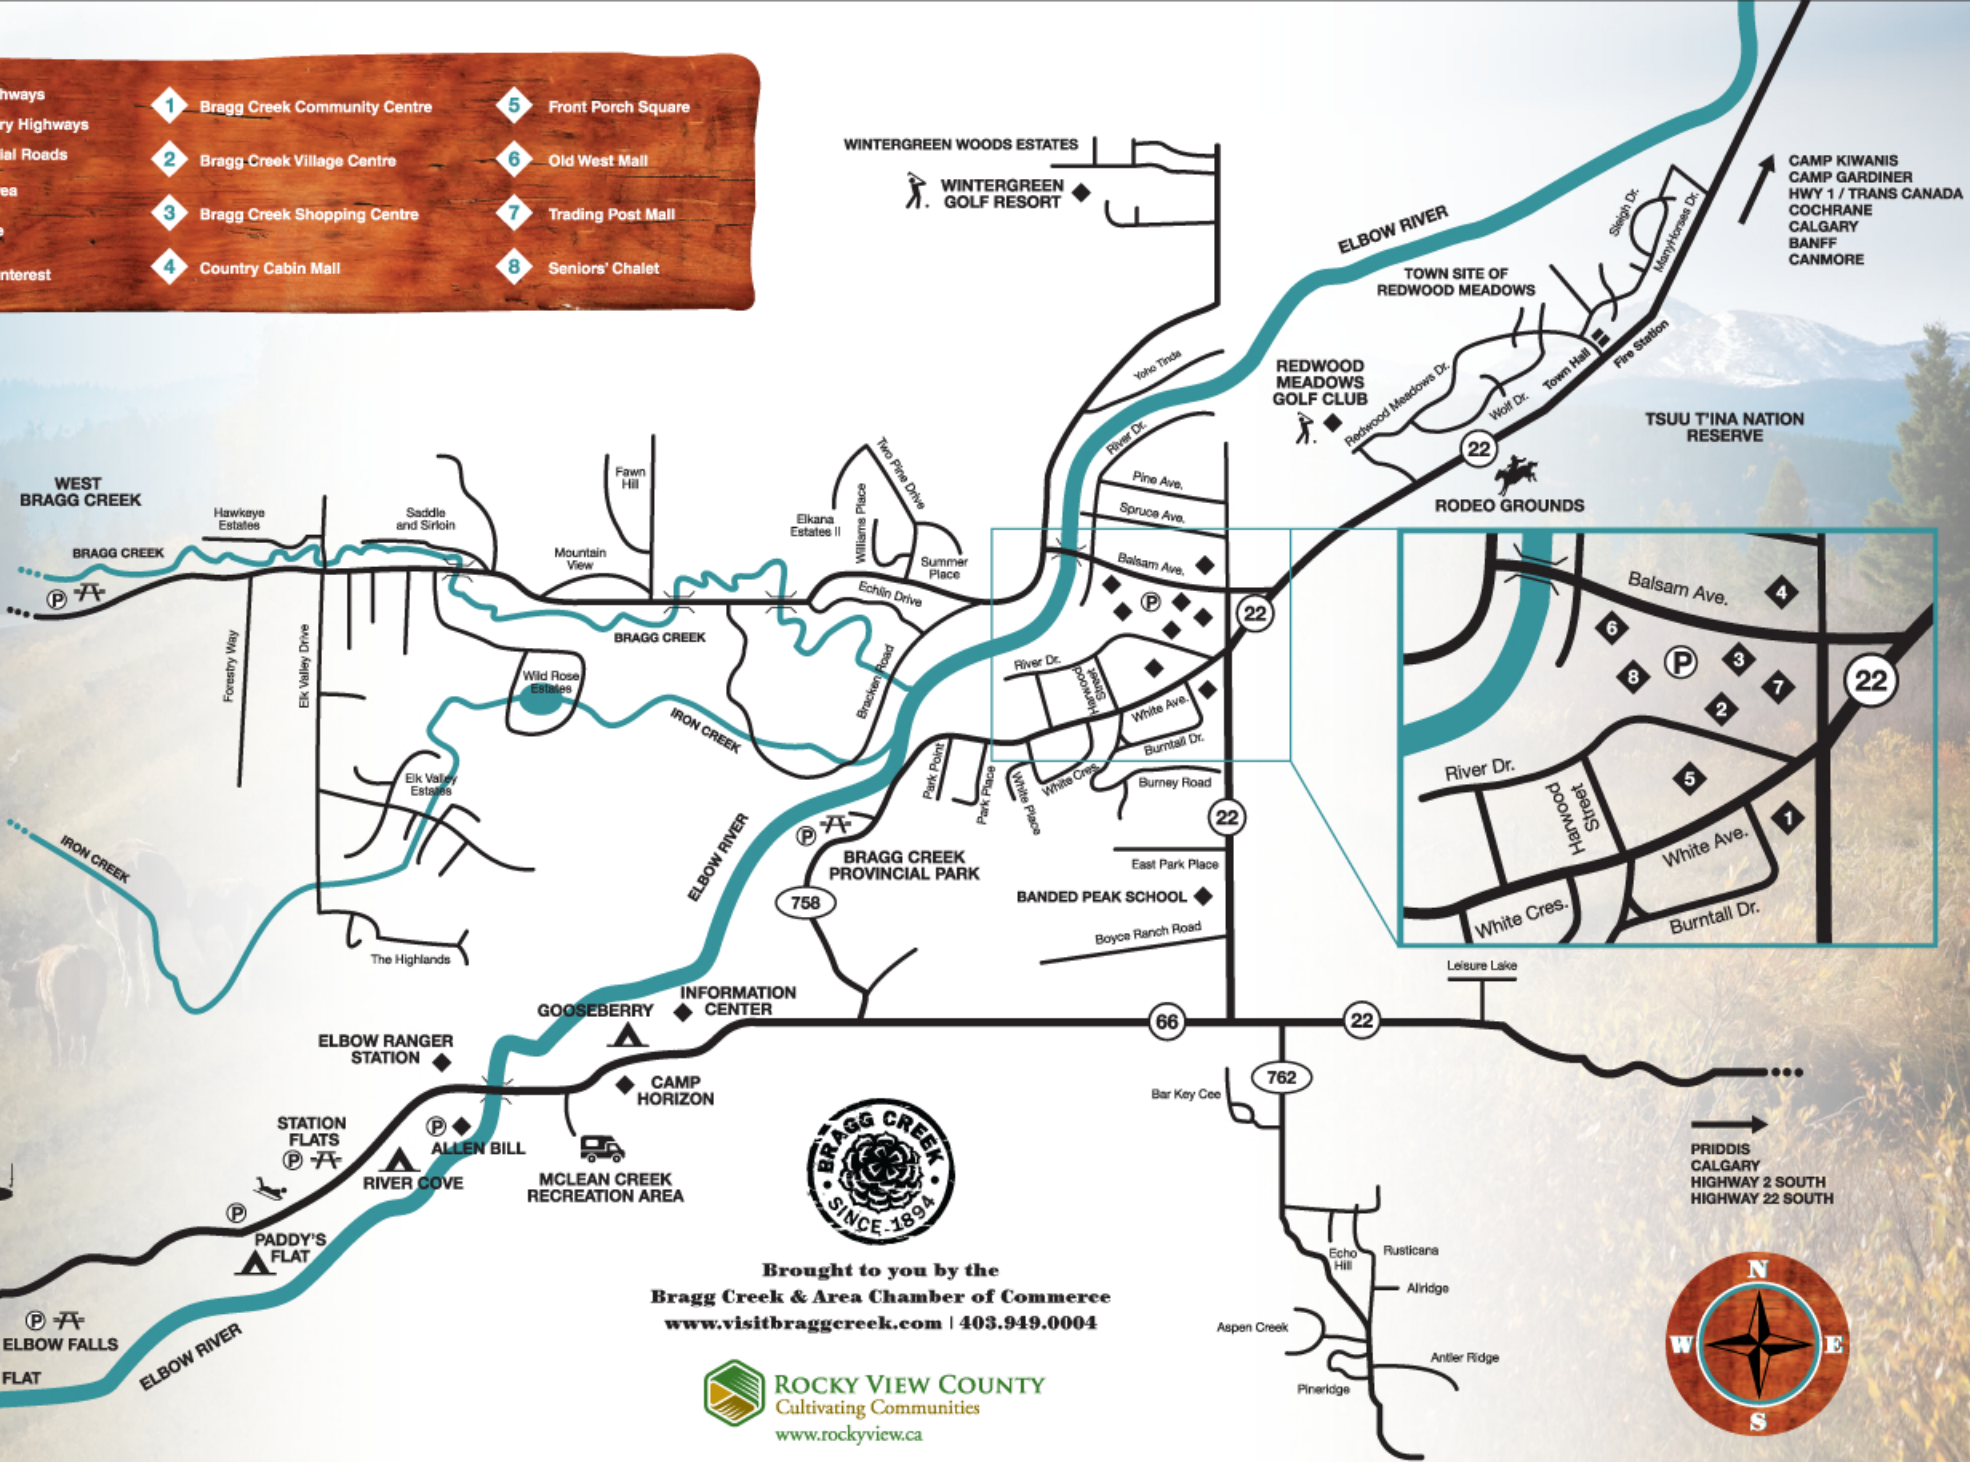 hways
ry Highways
ial Roads
ea
e
nterest
1 Bragg Creek Community Centre
2 Bragg Creek Village Centre
3 Bragg Creek Shopping Centre
4 Country Cabin Mall
5 Front Porch Square
6 Old West Mall
7 Trading Post Mall
8 Seniors' Chalet
WINTERGREEN WOODS ESTATES
WINTERGREEN
GOLF RESORT
ELBOW RIVER
TOWN SITE OF
REDWOOD MEADOWS
Sleigh Dr.
ManyHorses Dr.
CAMP KIWANIS
CAMP GARDINER
HWY 1 / TRANS CANADA
COCHRANE
CALGARY
BANFF
CANMORE
Yoho Tinda
REDWOOD
MEADOWS
GOLF CLUB
Redwood Meadows Dr.
Wolf Dr.
Town Hall
Fire Station
22
RODEO GROUNDS
TSUU T'INA NATION
RESERVE
WEST
BRAGG CREEK
BRAGG CREEK
P
Hawkeye
Estates
Saddle
and Sirloin
Fawn
Hill
Mountain
View
Elkana
Estates II
Williams Place
Two Pine Drive
Summer
Place
Echlin Drive
River Dr.
Pine Ave.
Spruce Ave.
Balsam Ave.
P
22
Forestry Way
Elk Valley Drive
BRAGG CREEK
Wild Rose
Estates
IRON CREEK
Bracken Road
River Dr.
Harwood
Street
White Ave.
Burntall Dr.
Park Point
Park Place
White Place
White Cres.
Burney Road
Elk Valley
Estates
IRON CREEK
The Highlands
ELBOW RIVER
P
BRAGG CREEK
PROVINCIAL PARK
758
22
East Park Place
BANDED PEAK SCHOOL
Boyce Ranch Road
Balsam Ave.
4
6
P
3
8
7
2
22
River Dr.
Harwood
Street
5
1
White Ave.
White Cres.
Burntall Dr.
Leisure Lake
GOOSEBERRY
INFORMATION
CENTER
66
22
ELBOW RANGER
STATION
CAMP
HORIZON
762
Bar Key Cee
STATION
FLATS
P
P
ALLEN BILL
RIVER COVE
MCLEAN CREEK
RECREATION AREA
P
PADDY'S
FLAT
P
ELBOW FALLS
FLAT
ELBOW RIVER
BRAGG CREEK
SINCE 1894
Brought to you by the
Bragg Creek & Area Chamber of Commerce
www.visitbraggcreek.com | 403.949.0004
ROCKY VIEW COUNTY
Cultivating Communities
www.rockyview.ca
PRIDDIS
CALGARY
HIGHWAY 2 SOUTH
HIGHWAY 22 SOUTH
Echo
Hill
Rusticana
Allridge
Aspen Creek
Antler Ridge
Pineridge
N
W
E
S